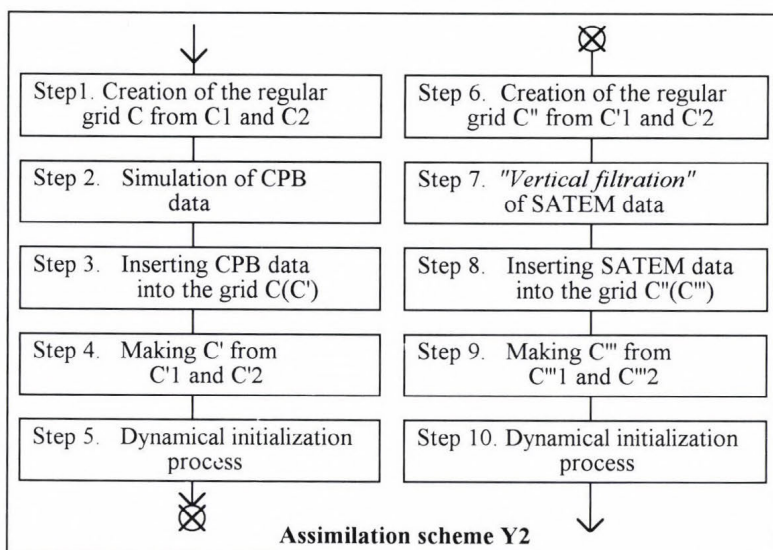 Step1. Creation of the regular
grid C from C1 and C2
Step 2. Simulation of CPB
data
Step 3. Inserting CPB data
into the grid C(C')
Step 4. Making C' from
C'1 and C'2
Step 5. Dynamical initialization
process
Step 6. Creation of the regular
grid C" from C'1 and C'2
Step 7. "Vertical filtration"
of SATEM data
Step 8. Inserting SATEM data
into the grid C"(C''')
Step 9. Making C''' from
C'''1 and C'''2
Step 10. Dynamical initialization
process
Assimilation scheme Y2